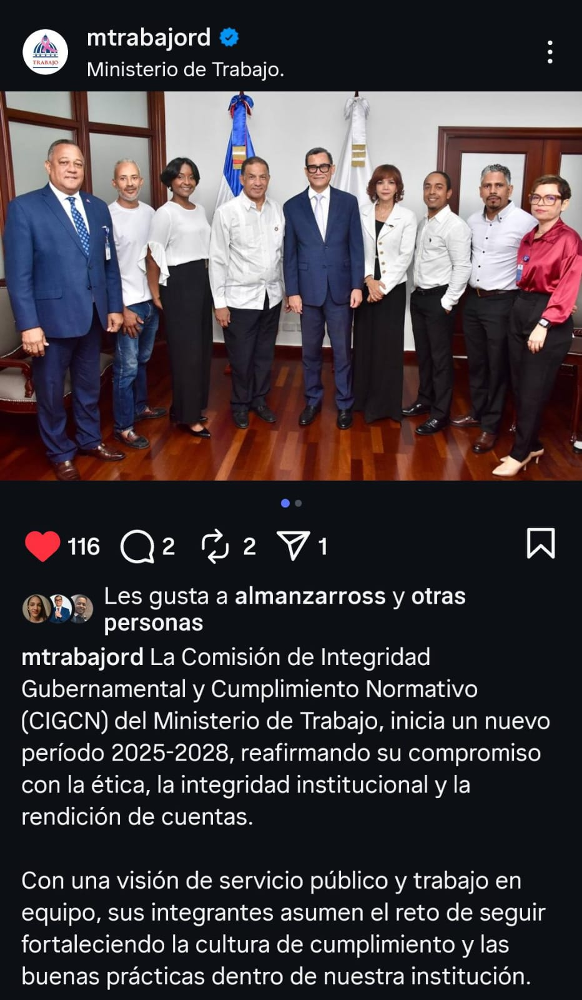 mtrabajord
Ministerio de Trabajo.
TRABAJO
116
2
2
1
Les gusta a almanzarross y otras
personas
mtrabajord La Comisión de Integridad
Gubernamental y Cumplimiento Normativo
(CIGCN) del Ministerio de Trabajo, inicia un nuevo
período 2025-2028, reafirmando su compromiso
con la ética, la integridad institucional y la
rendición de cuentas.
Con una visión de servicio público y trabajo en
equipo, sus integrantes asumen el reto de seguir
fortaleciendo la cultura de cumplimiento y las
buenas prácticas dentro de nuestra institución.